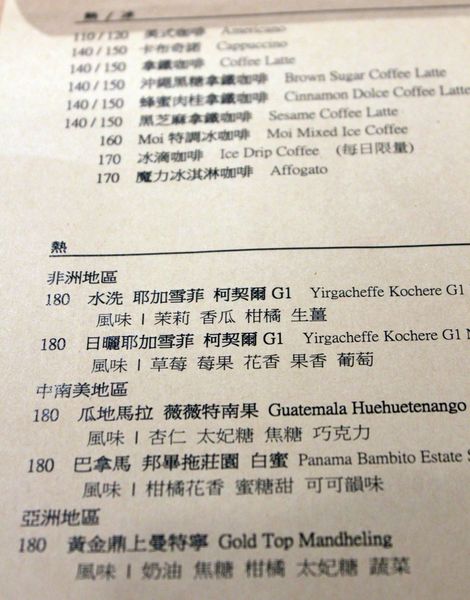 熱 / 冰
110 / 120 美式咖啡 Americano
140 / 150 卡布奇諾 Cappuccino
140 / 150 拿鐵咖啡 Coffee Latte
140 / 150 沖繩黑糖拿鐵咖啡 Brown Sugar Coffee Latte
140 / 150 蜂蜜肉桂拿鐵咖啡 Cinnamon Dolce Coffee Latte
140 / 150 黑芝麻拿鐵咖啡 Sesame Coffee Latte
160 Moi 特調冰咖啡 Moi Mixed Ice Coffee
170 冰滴咖啡 Ice Drip Coffee (每日限量)
170 魔力冰淇淋咖啡 Affogato
熱
非洲地區
180 水洗 耶加雪菲 柯契爾 G1 Yirgacheffe Kochere G1
風味 | 茉莉 香瓜 柑橘 生薑
180 日曬耶加雪菲 柯契爾 G1 Yirgacheffe Kochere G1 N
風味 | 草莓 莓果 花香 果香 葡萄
中南美地區
180 瓜地馬拉 薇薇特南果 Guatemala Huehuetenango
風味 | 杏仁 太妃糖 焦糖 巧克力
180 巴拿馬 邦畢拖莊園 白蜜 Panama Bambito Estate S
風味 | 柑橘花香 蜜糖甜 可可韻味
亞洲地區
180 黃金鼎上曼特寧 Gold Top Mandheling
風味 | 奶油 焦糖 柑橘 太妃糖 蔬菜